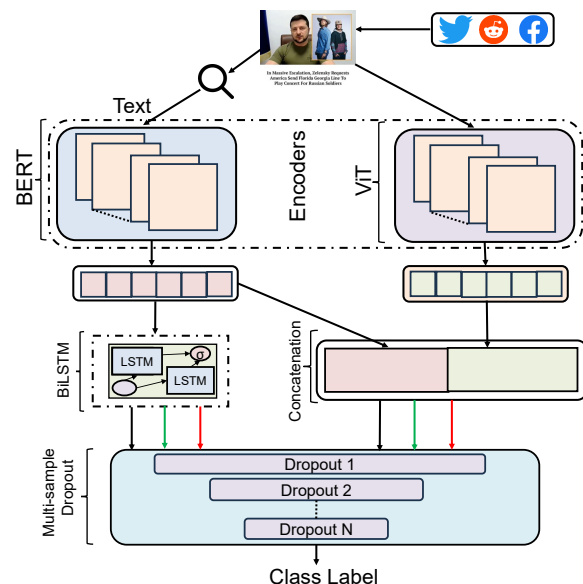 In Massive Escalation, Zelensky Requests
America Send Florida Georgia Line To
Play Concert For Russian Soldiers
Text
BERT
Encoders
ViT
BiLSTM
LSTM
σ
LSTM
Concatenation
Multi-sample
Dropout
Dropout 1
Dropout 2
Dropout N
Class Label